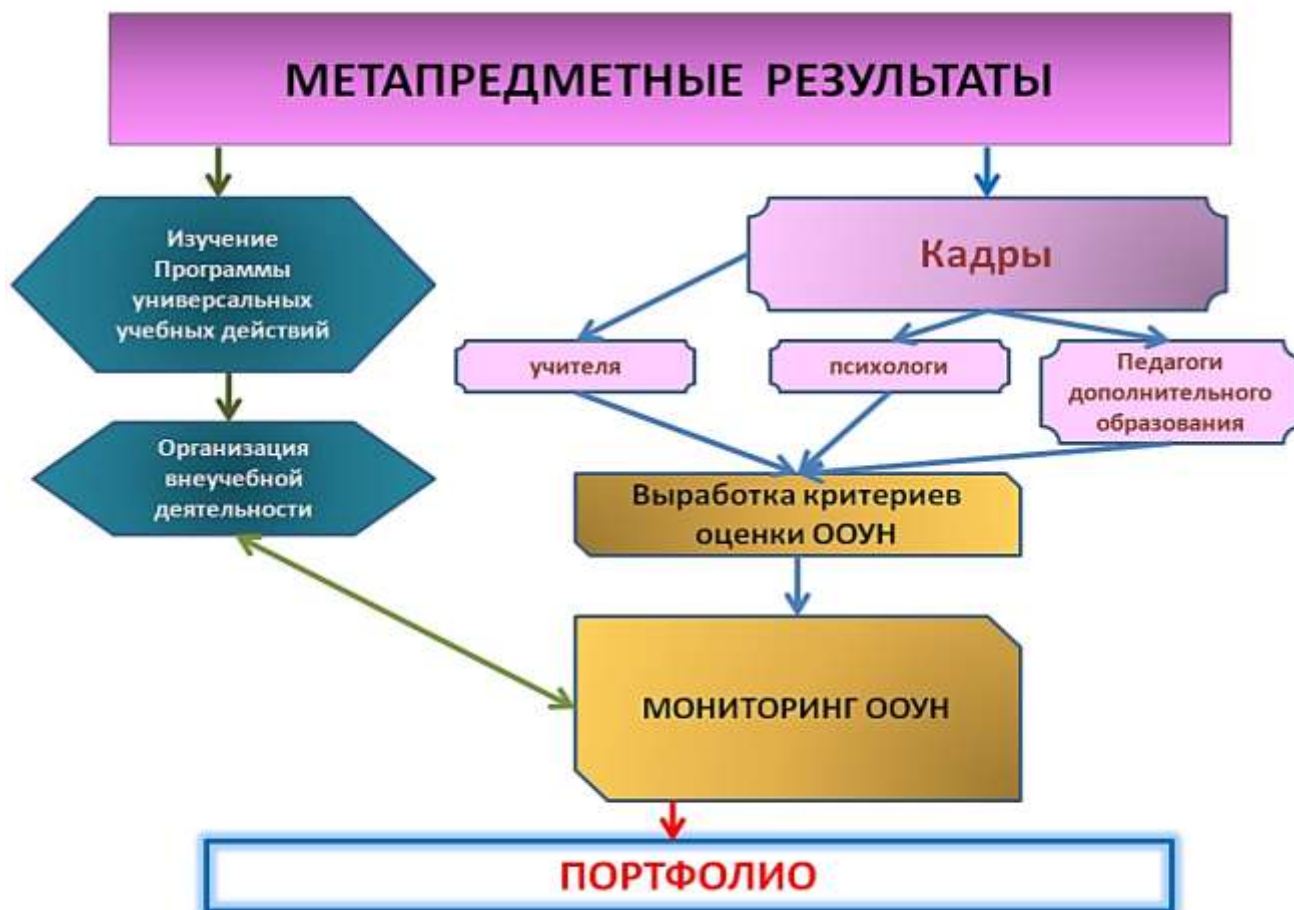 МЕТАПРЕДМЕТНЫЕ РЕЗУЛЬТАТЫ
Изучение
Программы
универсальных
учебных действий
Кадры
учителя
психологи
Педагоги
дополнительного
образования
Организация
внеучебной
деятельности
Выработка критериев
оценки ООУН
МОНИТОРИНГ ООУН
ПОРТФОЛИО